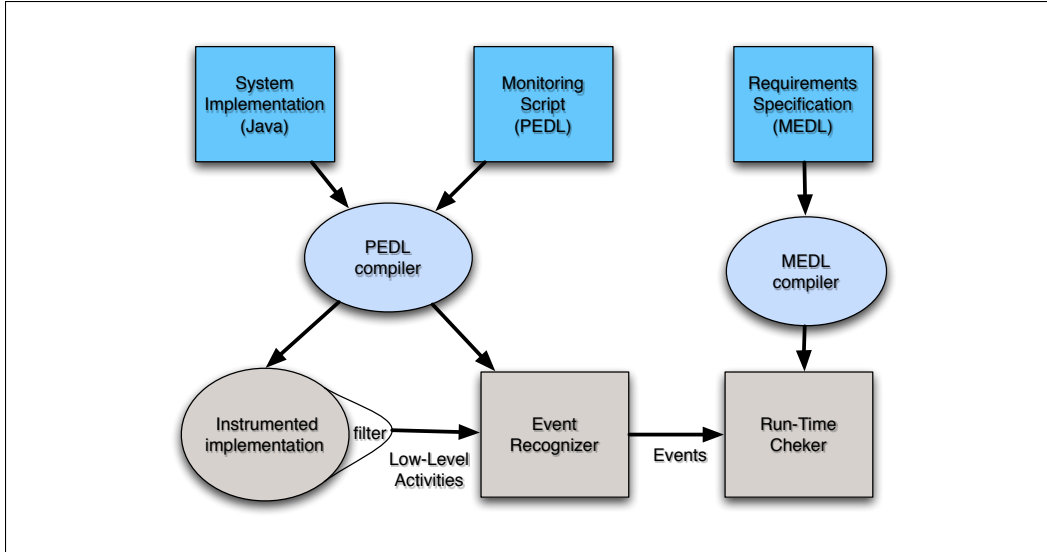 System
Implementation
(Java)
Monitoring
Script
(PEDL)
Requirements
Specification
(MEDL)
PEDL
compiler
MEDL
compiler
Instrumented
implementation
filter
Low-Level
Activities
Event
Recognizer
Events
Run-Time
Cheker